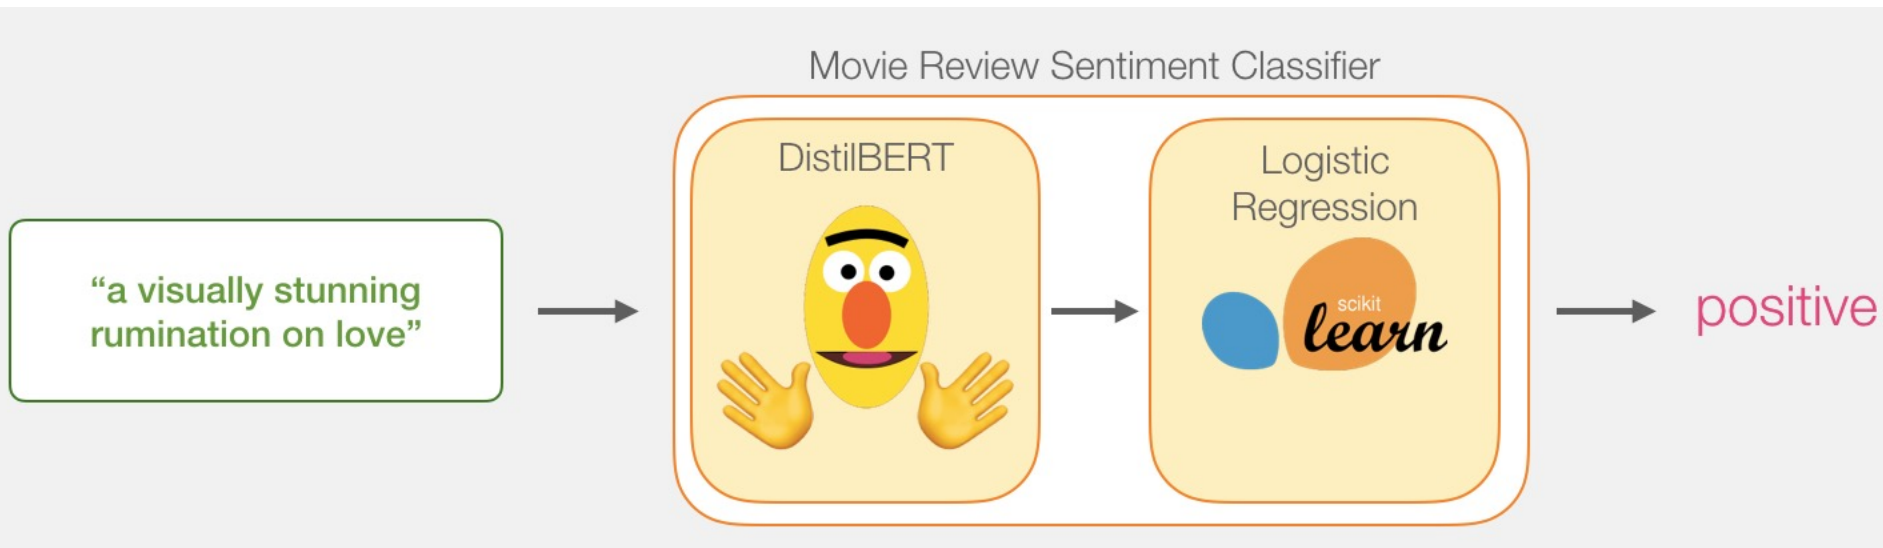 Movie Review Sentiment Classifier
DistilBERT
Logistic
Regression
“a visually stunning
rumination on love”
scikit
learn
positive